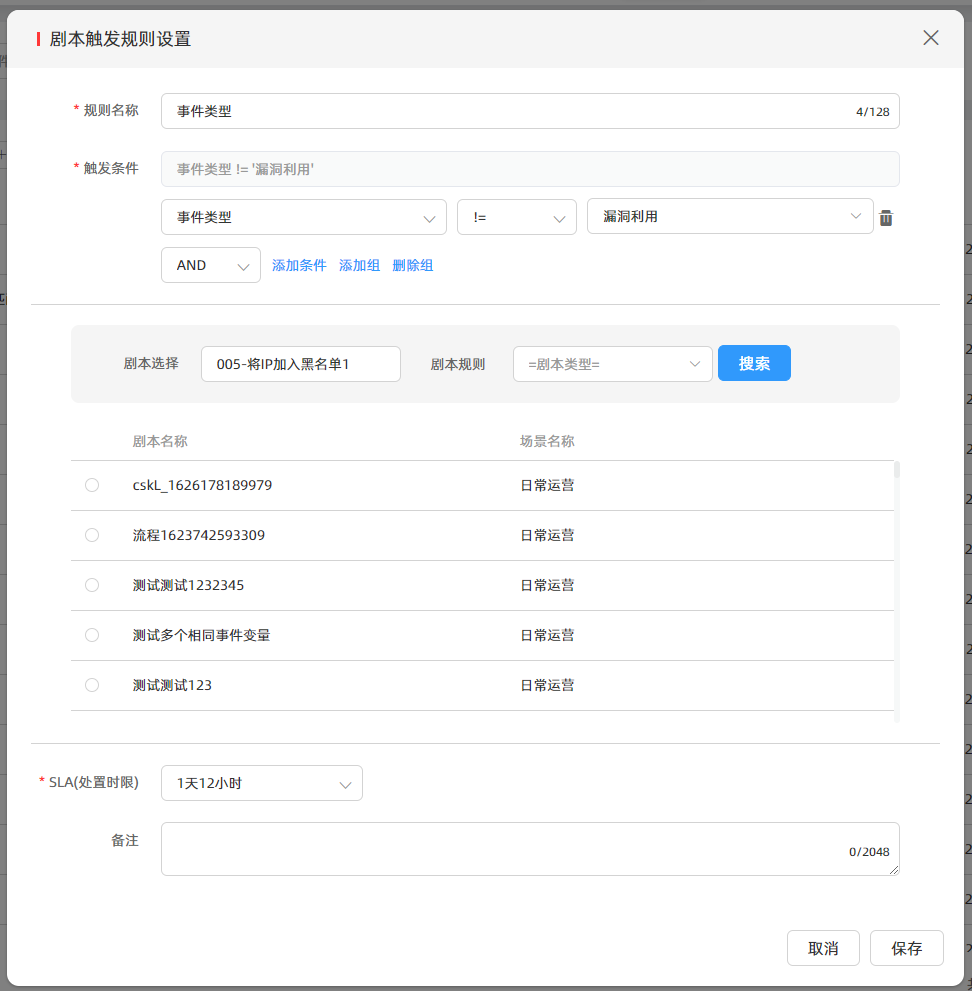 剧本触发规则设置
* 规则名称 事件类型 4/128
* 触发条件 事件类型 != '漏洞利用'
事件类型 != 漏洞利用
AND 添加条件 添加组 删除组
剧本选择 005-将IP加入黑名单1 剧本规则 =剧本类型= 搜索
剧本名称 场景名称
cskL_1626178189979 日常运营
流程1623742593309 日常运营
测试测试1232345 日常运营
测试多个相同事件变量 日常运营
测试测试123 日常运营
* SLA(处置时限) 1天12小时
备注 0/2048
取消 保存